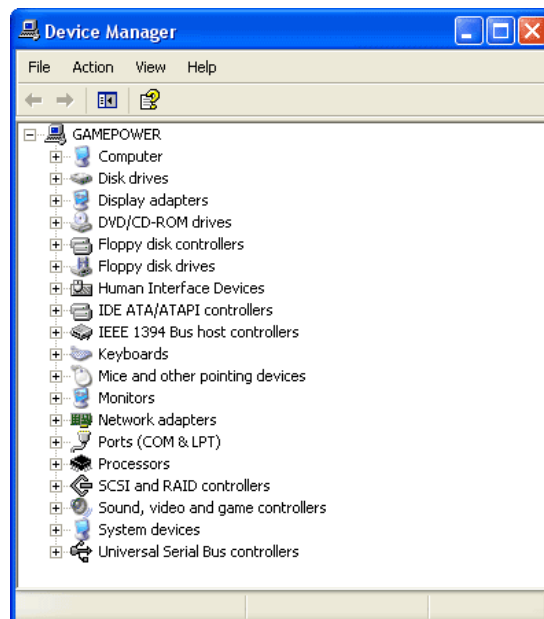 Device Manager
File Action View Help
GAMEPOWER
Computer
Disk drives
Display adapters
DVD/CD-ROM drives
Floppy disk controllers
Floppy disk drives
Human Interface Devices
IDE ATA/ATAPI controllers
IEEE 1394 Bus host controllers
Keyboards
Mice and other pointing devices
Monitors
Network adapters
Ports (COM & LPT)
Processors
SCSI and RAID controllers
Sound, video and game controllers
System devices
Universal Serial Bus controllers